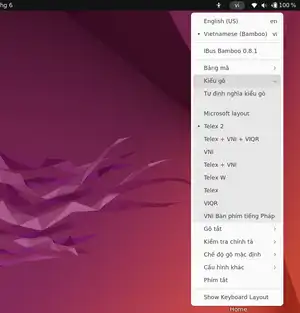 ng 6
vi
100 %
English (US) en
• Vietnamese (Bamboo) vi
IBus Bamboo 0.8.1
Bảng mã
Kiểu gõ
Tự định nghĩa kiểu gõ
Microsoft layout
• Telex 2
Telex + VNI + VIQR
VNI
Telex + VNI
Telex W
Telex
VIQR
VNI Bàn phím tiếng Pháp
Gõ tắt
Kiểm tra chính tả
Chế độ gõ mặc định
Cấu hình khác
Phím tắt
Show Keyboard Layout
Home